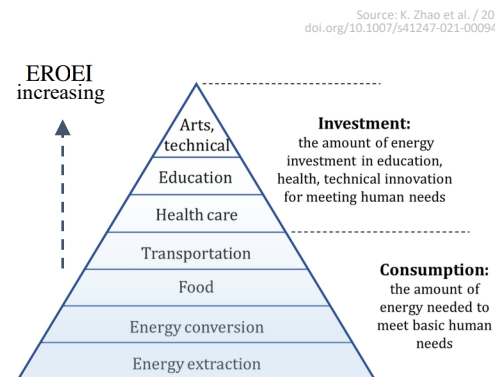 Source: K. Zhao et al. / 20
doi.org/10.1007/s41247-021-00094
EROEI
increasing
Arts,
technical
Education
Health care
Transportation
Food
Energy conversion
Energy extraction
Investment:
the amount of energy
investment in education,
health, technical innovation
for meeting human needs
Consumption:
the amount of
energy needed to
meet basic human
needs